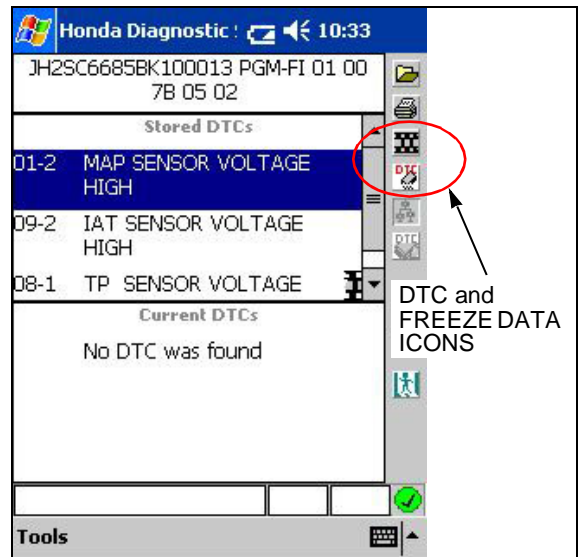 Honda Diagnostic : 10:33
JH2SC6685BK100013 PGM-FI 01 00
7B 05 02
Stored DTCs
01-2 MAP SENSOR VOLTAGE
HIGH
09-2 IAT SENSOR VOLTAGE
HIGH
08-1 TP SENSOR VOLTAGE
Current DTCs
No DTC was found
DTC
DTC
DTC and
FREEZE DATA
ICONS
Tools